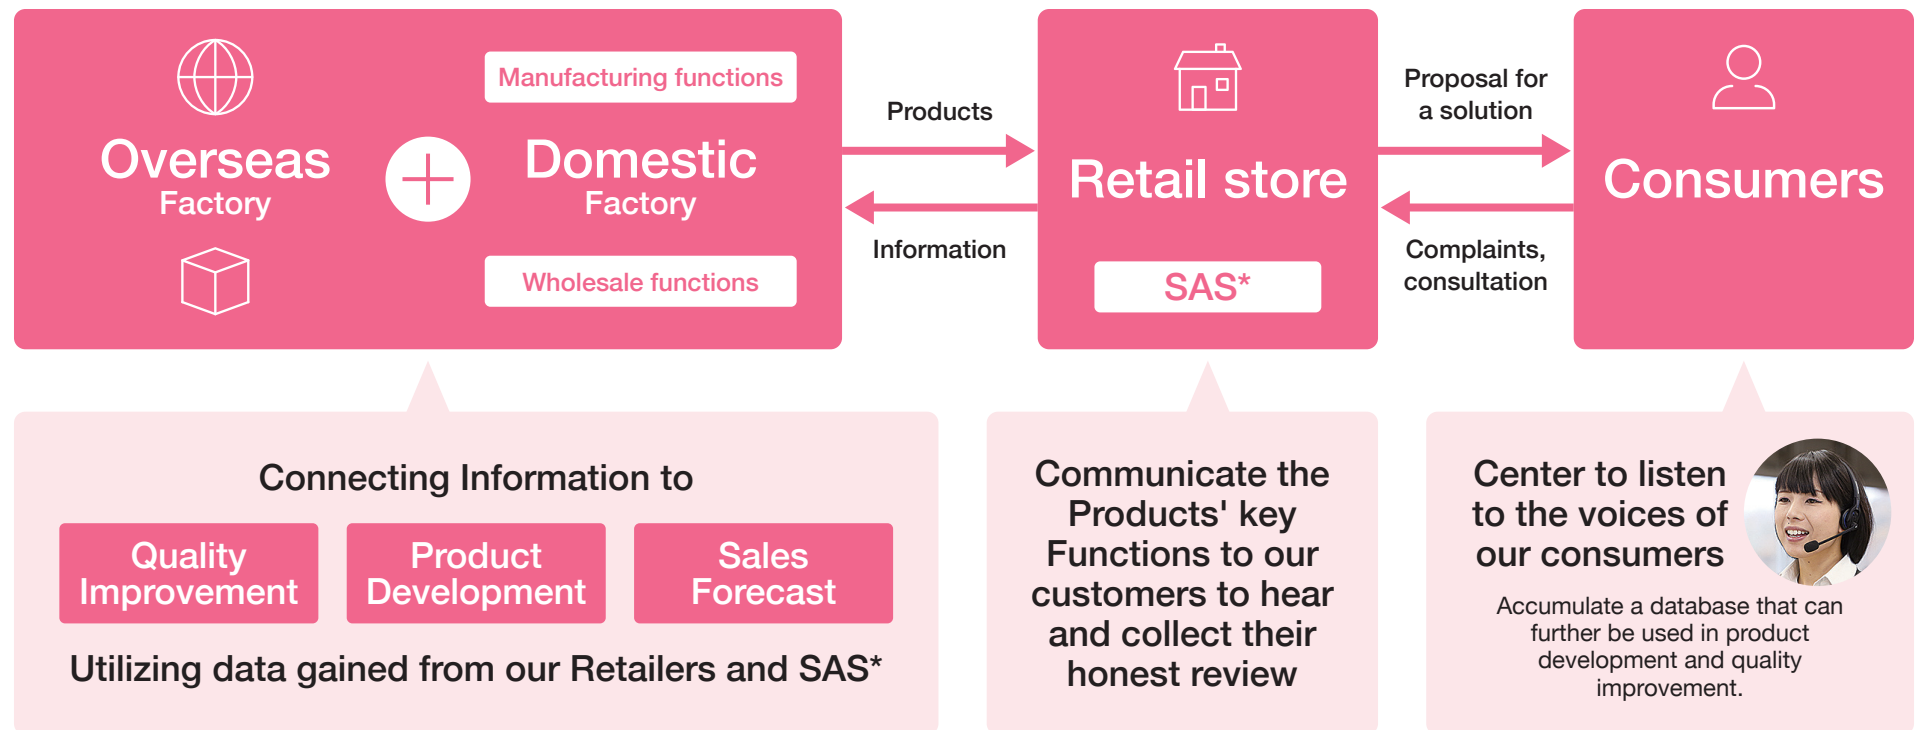 Manufacturing functions
Overseas
Factory
Domestic
Factory
Wholesale functions
Products
Information
Retail store
SAS*
Proposal for
a solution
Complaints,
consultation
Consumers
Connecting Information to
Quality
Improvement
Product
Development
Sales
Forecast
Utilizing data gained from our Retailers and SAS*
Communicate the
Products' key
Functions to our
customers to hear
and collect their
honest review
Center to listen
to the voices of
our consumers
Accumulate a database that can
further be used in product
development and quality
improvement.